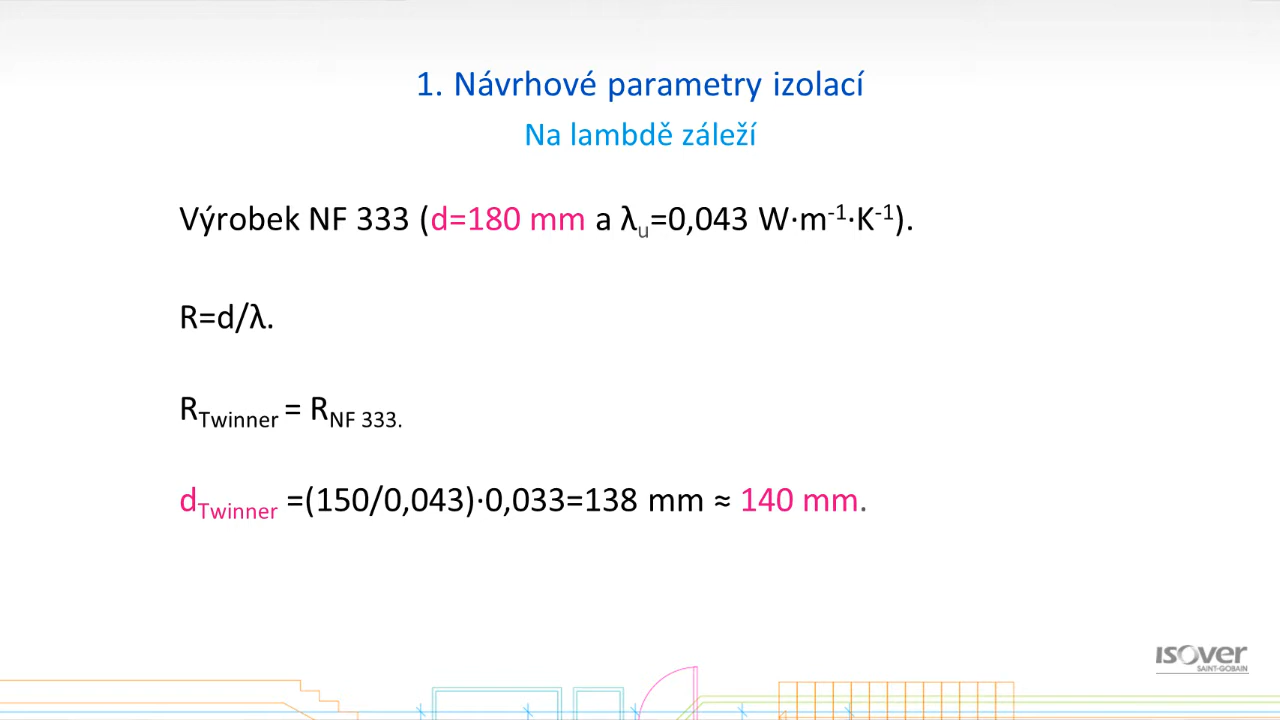 1. Návrhové parametry izolací
Na lambdě záleží
Výrobek NF 333 (d=180 mm a λu=0,043 W·m-1·K-1).
R=d/λ.
RTwinner = RNF 333.
dTwinner =(150/0,043)·0,033=138 mm ≈ 140 mm.
isover
SAINT-GOBAIN